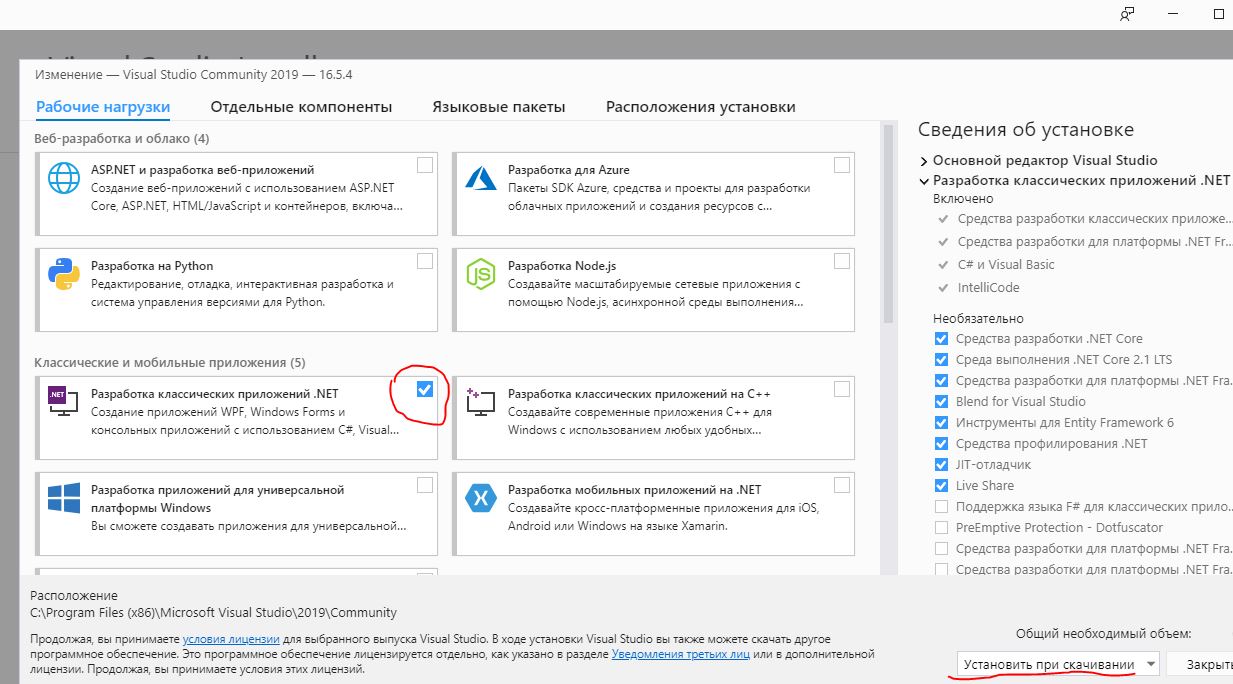 Изменение — Visual Studio Community 2019 — 16.5.4
Рабочие нагрузки
Отдельные компоненты
Языковые пакеты
Расположения установки
Веб-разработка и облако (4)
ASP.NET и разработка веб-приложений
Создание веб-приложений с использованием ASP.NET
Core, ASP.NET, HTML/JavaScript и контейнеров, включа...
Разработка для Azure
Пакеты SDK Azure, средства и проекты для разработки
облачных приложений и создания ресурсов с...
Разработка на Python
Редактирование, отладка, интерактивная разработка и
система управления версиями для Python.
Разработка Node.js
Создавайте масштабируемые сетевые приложения с
помощью Node.js, асинхронной среды выполнения...
Классические и мобильные приложения (5)
.NET
Разработка классических приложений .NET
Создание приложений WPF, Windows Forms и
консольных приложений с использованием C#, Visual...
Разработка классических приложений на C++
Создавайте современные приложения C++ для
Windows с использованием любых удобных...
Разработка приложений для универсальной
платформы Windows
Вы сможете создавать приложения для универсальной...
Разработка мобильных приложений на .NET
Создавайте кросс-платформенные приложения для iOS,
Android или Windows на языке Xamarin.
Сведения об установке
Основной редактор Visual Studio
Разработка классических приложений .NET
Включено
Средства разработки классических приложе...
Средства разработки для платформы .NET Fr...
C# и Visual Basic
IntelliCode
Необязательно
Средства разработки .NET Core
Среда выполнения .NET Core 2.1 LTS
Средства разработки для платформы .NET Fra...
Blend for Visual Studio
Инструменты для Entity Framework 6
Средства профилирования .NET
JIT-отладчик
Live Share
Поддержка языка F# для классических прило...
PreEmptive Protection - Dotfuscator
Средства разработки для платформы .NET Fra...
Средства разработки для платформы .NET Fra...
Расположение
C:\Program Files (x86)\Microsoft Visual Studio\2019\Community
Продолжая, вы принимаете условия лицензии для выбранного выпуска Visual Studio. В ходе установки Visual Studio вы также можете скачать другое
программное обеспечение. Это программное обеспечение лицензируется отдельно, как указано в разделе Уведомления третьих лиц или в дополнительной
лицензии. Продолжая, вы принимаете условия этих лицензий.
Общий необходимый объем:
Установить при скачивании
Закрыть